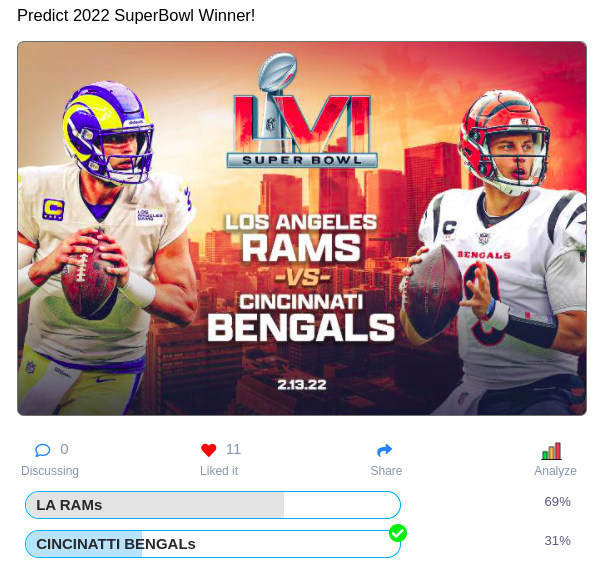 Predict 2022 SuperBowl Winner!
LVI
SUPER BOWL
LOS ANGELES
RAMS
-VS-
CINCINNATI
BENGALS
2.13.22
C
LOS ANGELES
RAMS
C
BENGALS
0
Discussing
11
Liked it
Share
Analyze
LA RAMs 69%
CINCINATTI BENGALs 31%